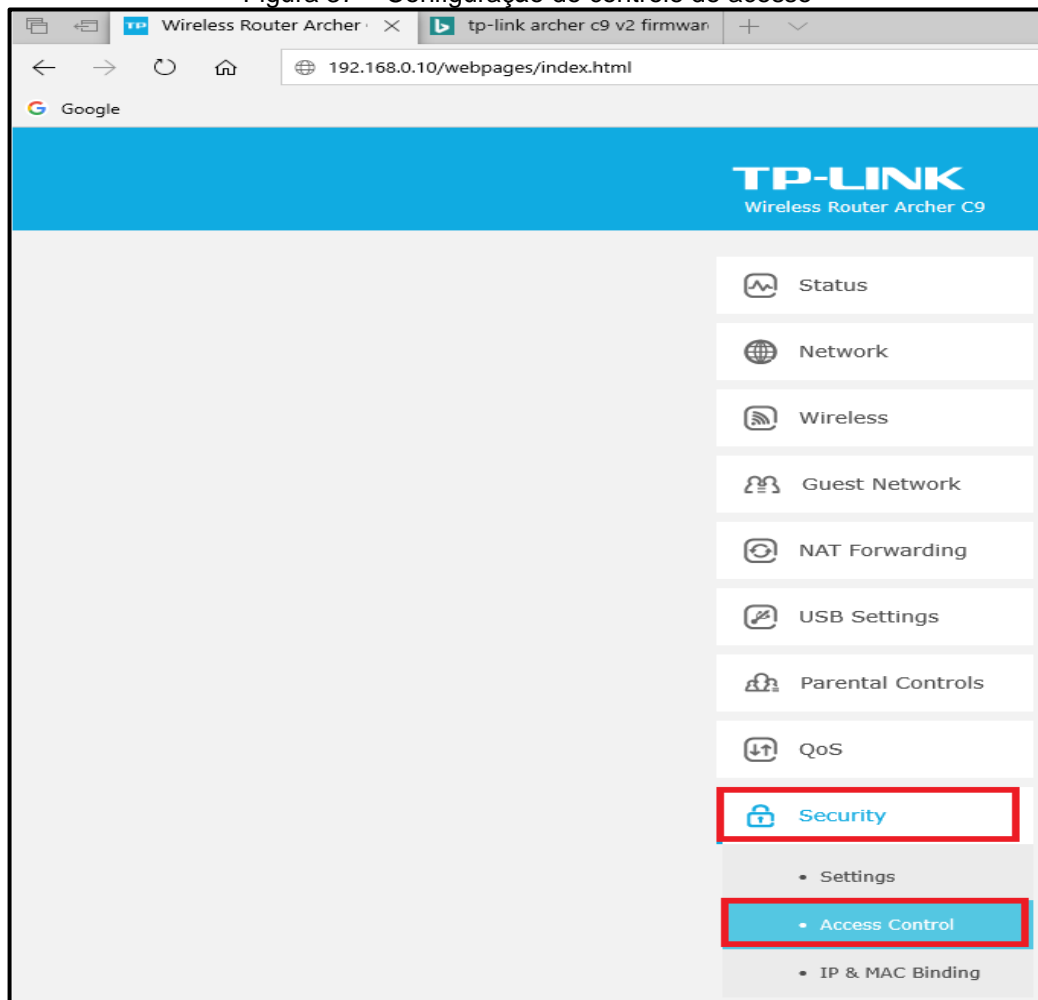 Wireless Router Archer
tp-link archer c9 v2 firmwar
192.168.0.10/webpages/index.html
Google
TP-LINK
Wireless Router Archer C9
Status
Network
Wireless
Guest Network
NAT Forwarding
USB Settings
Parental Controls
QoS
Security
• Settings
• Access Control
• IP & MAC Binding